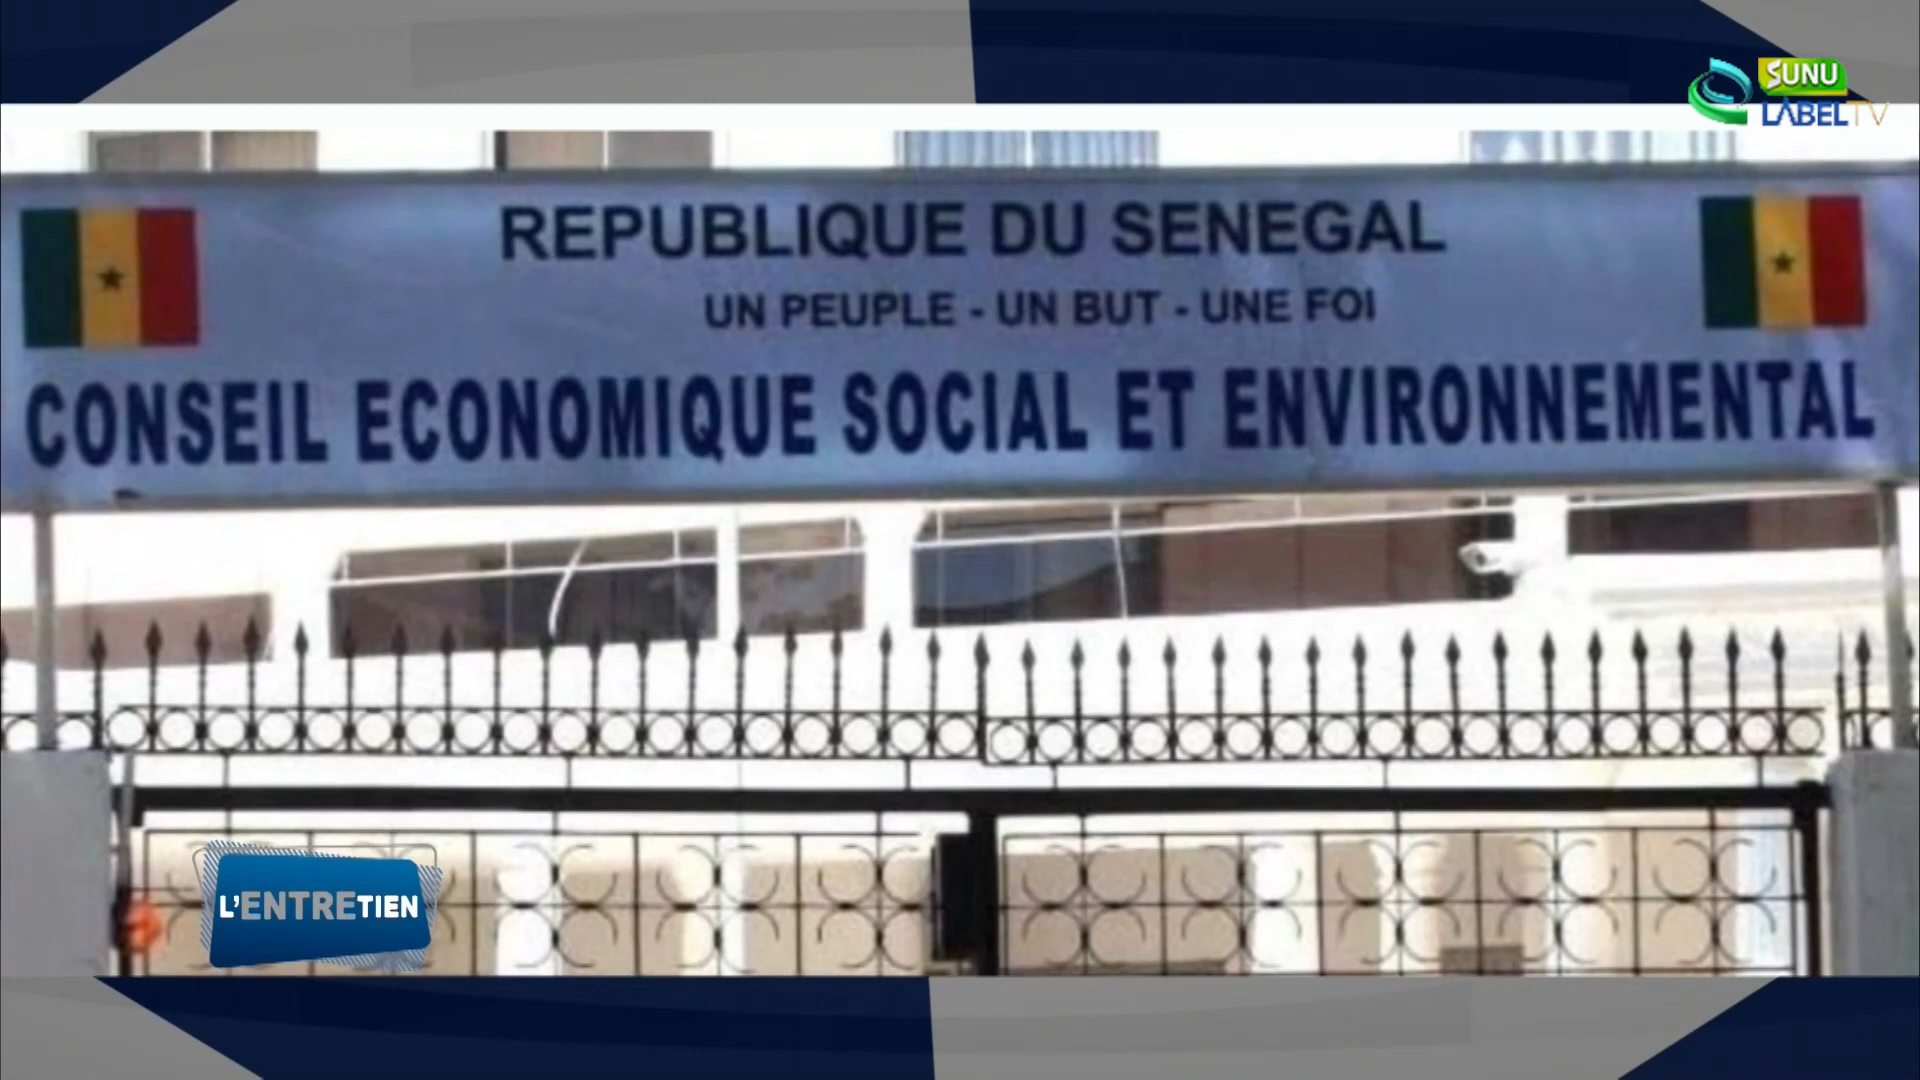 SUNU
LABEL TV
REPUBLIQUE DU SENEGAL
UN PEUPLE - UN BUT - UNE FOI
CONSEIL ECONOMIQUE SOCIAL ET ENVIRONNEMENTAL
L'ENTRETIEN